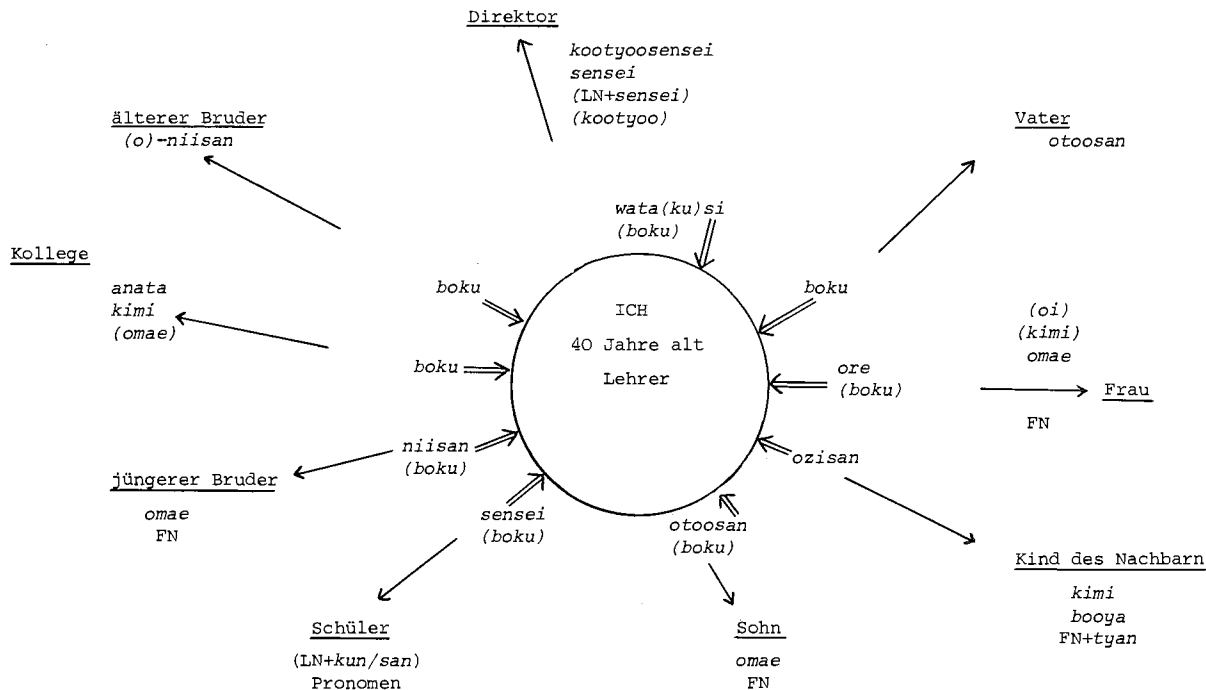 Direktor
kootyoosensei
sensei
(LN+sensei)
(kootyoo)
älterer Bruder
(o)-niisan
Vater
otoosan
wata(ku)si
(boku)
Kollege
anata
kimi
(omae)
boku
boku
ICH
40 Jahre alt
Lehrer
boku
ore
(boku)
(oi)
(kimi)
omae
Frau
FN
niisan
(boku)
jüngerer Bruder
omae
FN
sensei
(boku)
otoosan
(boku)
ozisan
Kind des Nachbarn
kimi
booya
FN+tyan
Schüler
(LN+kun/san)
Pronomen
Sohn
omae
FN